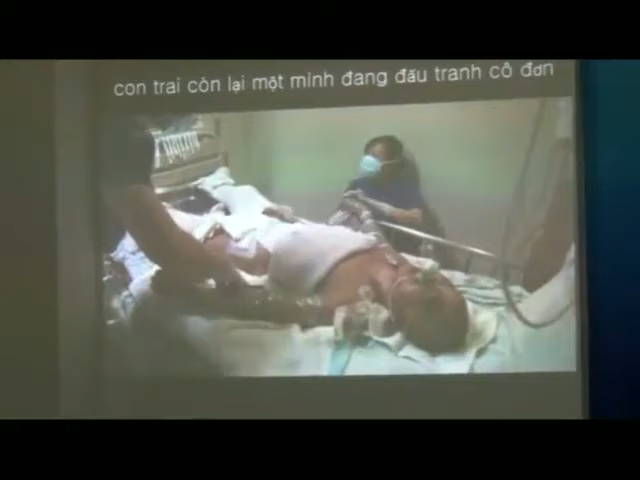 con trai còn lại một mình đang đấu tranh cô đơn